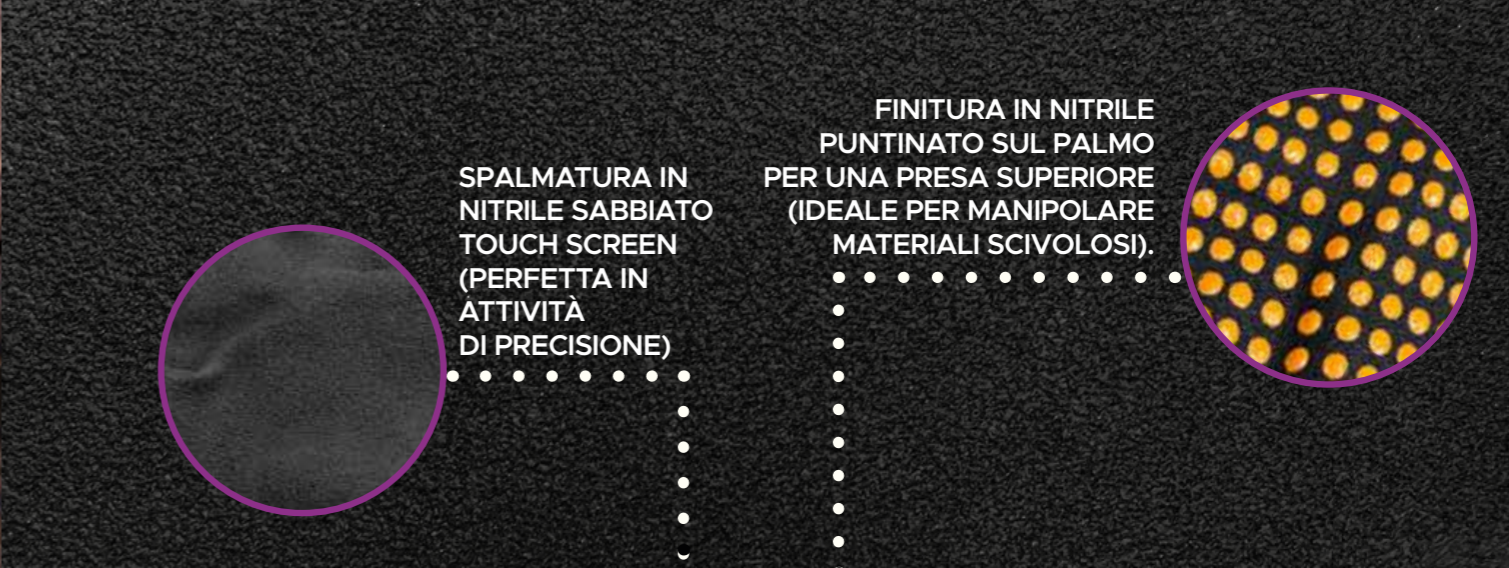 SPALMATURA IN
NITRILE SABBIATO
TOUCH SCREEN
(PERFETTA IN
ATTIVITÀ
DI PRECISIONE)
FINITURA IN NITRILE
PUNTINATO SUL PALMO
PER UNA PRESA SUPERIORE
(IDEALE PER MANIPOLARE
MATERIALI SCIVOLOSI).